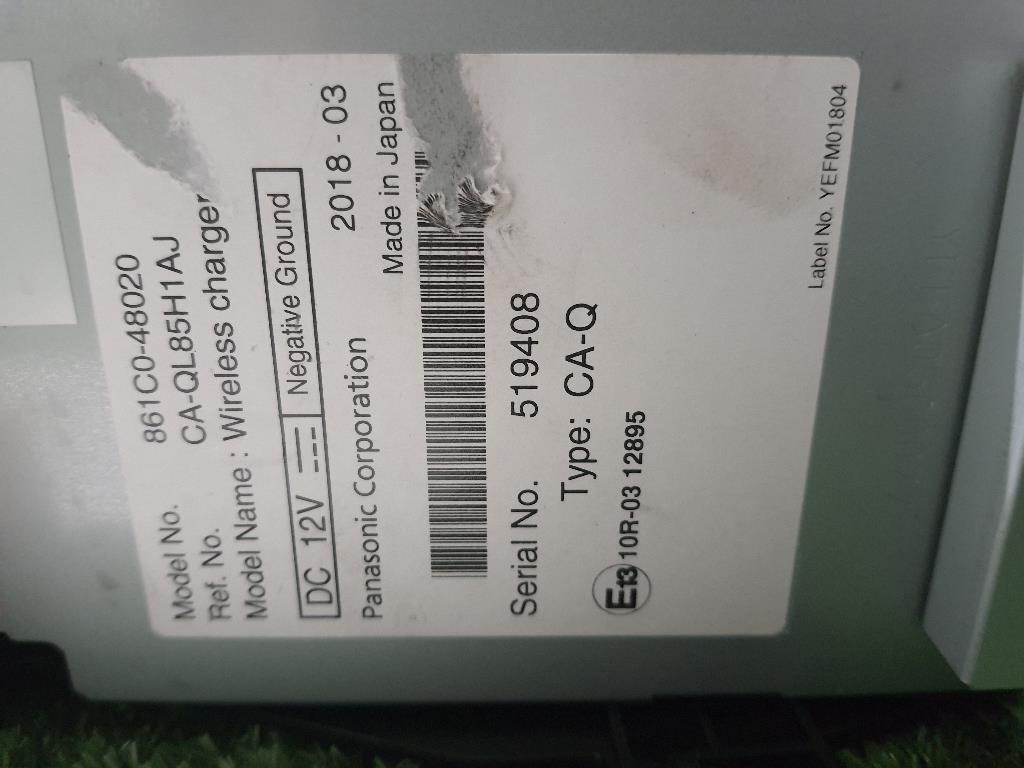 Model No. 861C0-48020
Ref. No. CA-QL85H1AJ
Model Name : Wireless charger
DC 12V ⎓ Negative Ground 2018 - 03
Panasonic Corporation Made in Japan
Serial No. 519408
Type: CA-Q
E13 10R-03 12895
Label No. YEFM01804